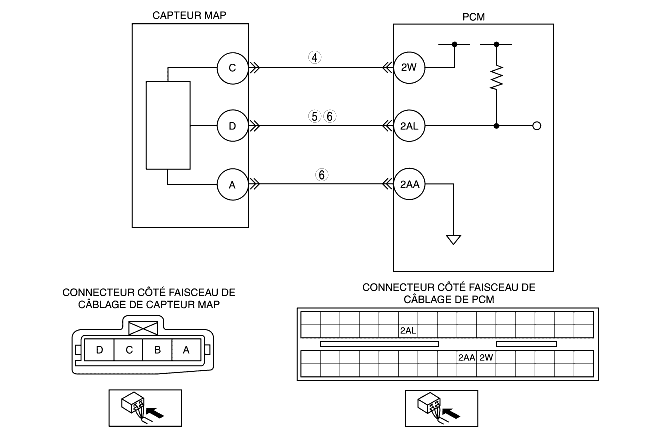 CAPTEUR MAP
PCM
C
4
2W
D
5 6
2AL
A
6
2AA
CONNECTEUR CÔTÉ FAISCEAU DE
CÂBLAGE DE CAPTEUR MAP
D C B A
CONNECTEUR CÔTÉ FAISCEAU DE
CÂBLAGE DE PCM
2AL
2AA 2W